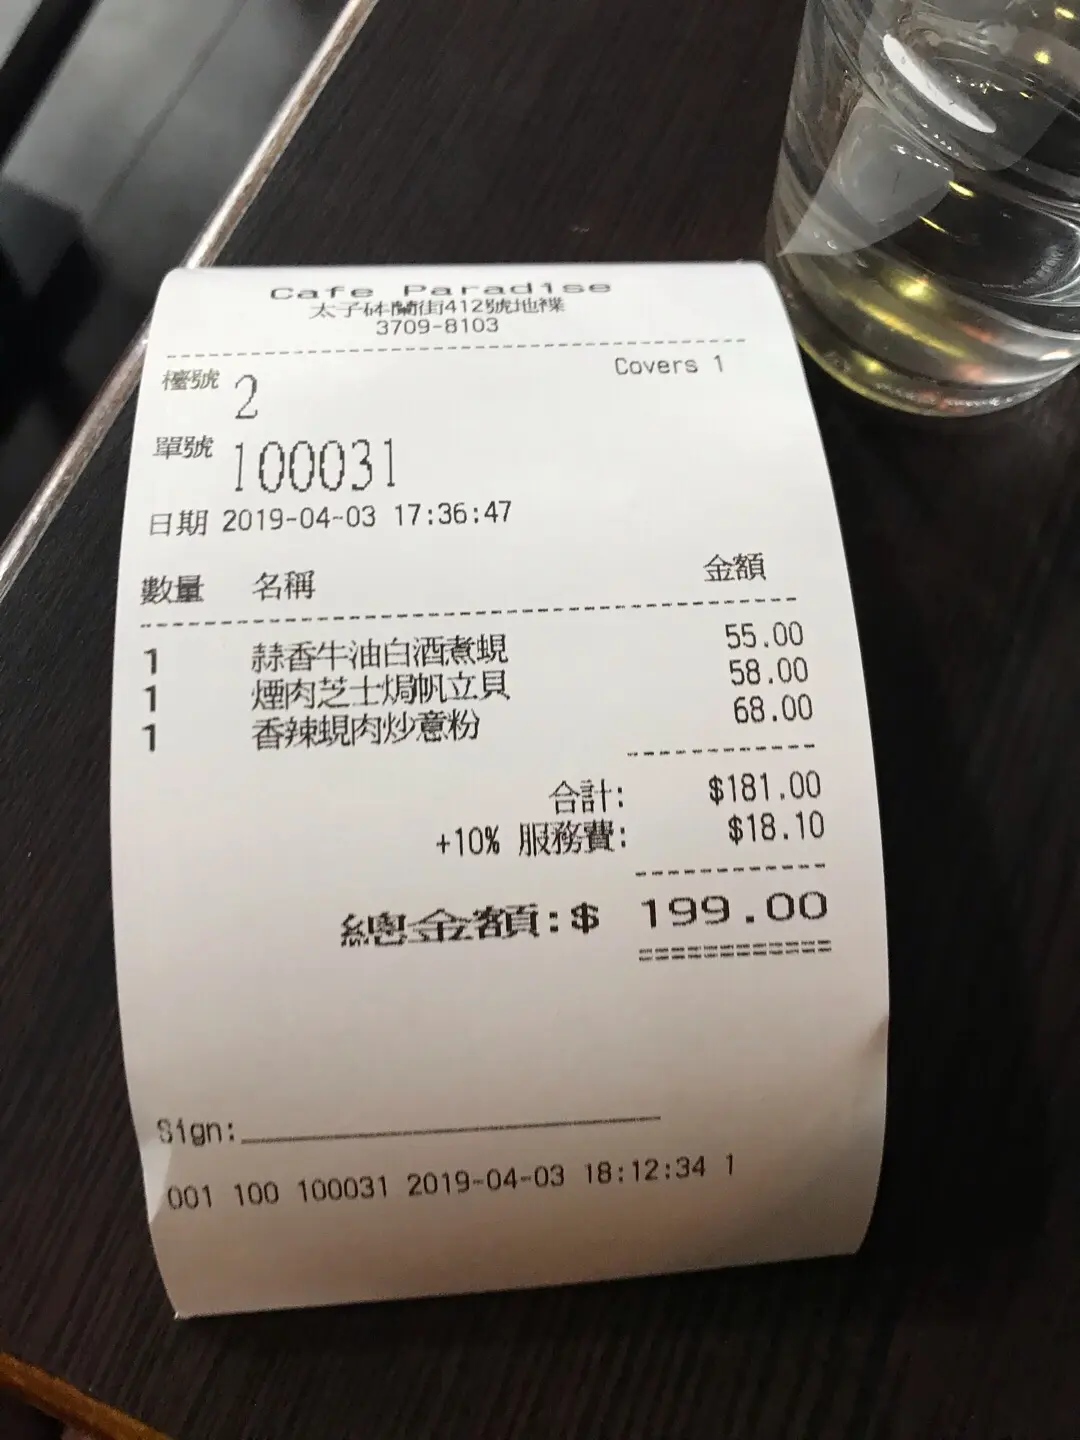 Cafe Paradise
太子砵蘭街412號地舖
3709-8103
檯號 2 Covers 1
單號 100031
日期 2019-04-03 17:36:47
數量 名稱 金額
1 蒜香牛油白酒煮蜆 55.00
1 煙肉芝士焗帆立貝 58.00
1 香辣蜆肉炒意粉 68.00
合計: $181.00
+10% 服務費: $18.10
總金額:$ 199.00
Sign:
001 100 100031 2019-04-03 18:12:34 1